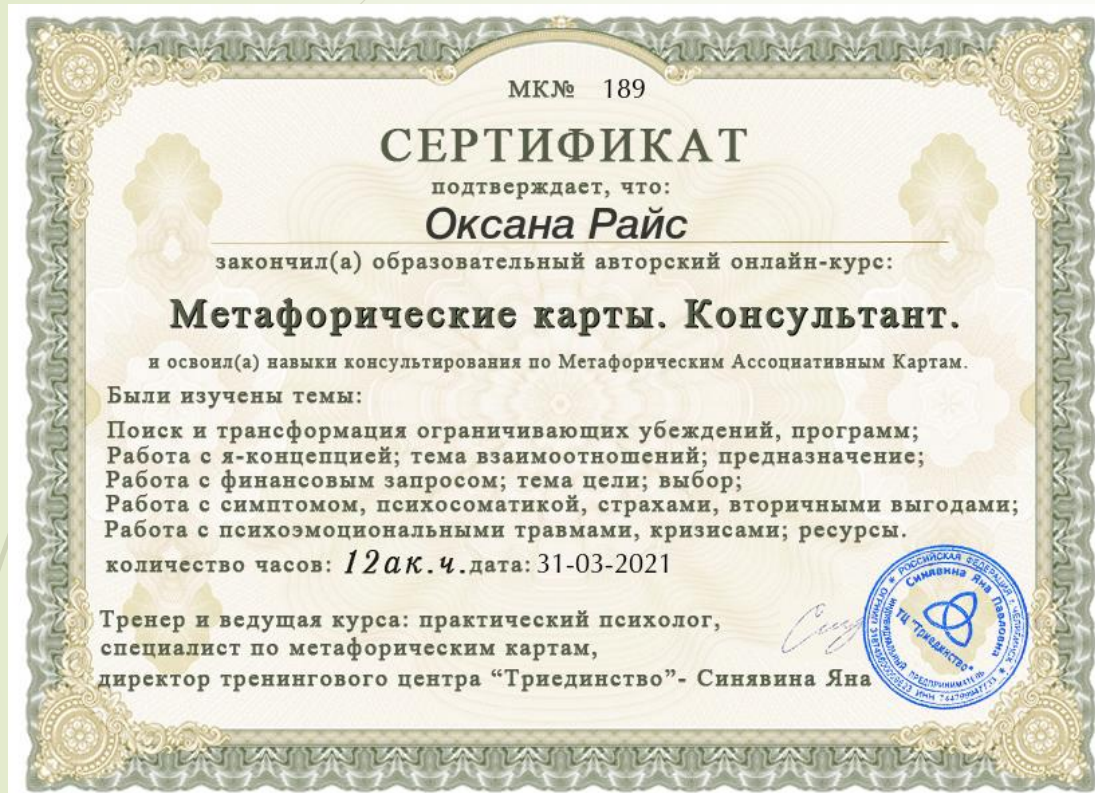 МК№ 189
СЕРТИФИКАТ
подтверждает, что:
Оксана Райс
закончил(а) образовательный авторский онлайн-курс:
Метафорические карты. Консультант.
и освоил(а) навыки консультирования по Метафорическим Ассоциативным Картам.
Были изучены темы:
Поиск и трансформация ограничивающих убеждений, программ;
Работа с я-концепцией; тема взаимоотношений; предназначение;
Работа с финансовым запросом; тема цели; выбор;
Работа с симптомом, психосоматикой, страхами, вторичными выгодами;
Работа с психоэмоциональными травмами, кризисами; ресурсы.
количество часов: 12ак.ч. дата: 31-03-2021
Тренер и ведущая курса: практический психолог,
специалист по метафорическим картам,
директор тренингового центра “Триединство”- Синявина Яна
РОССИЙСКАЯ ФЕДЕРАЦИЯ г. ЧЕЛЯБИНСК
Синявина Яна Павловна
ТЦ "Триединство"
ИНДИВИДУАЛЬНЫЙ ПРЕДПРИНИМАТЕЛЬ